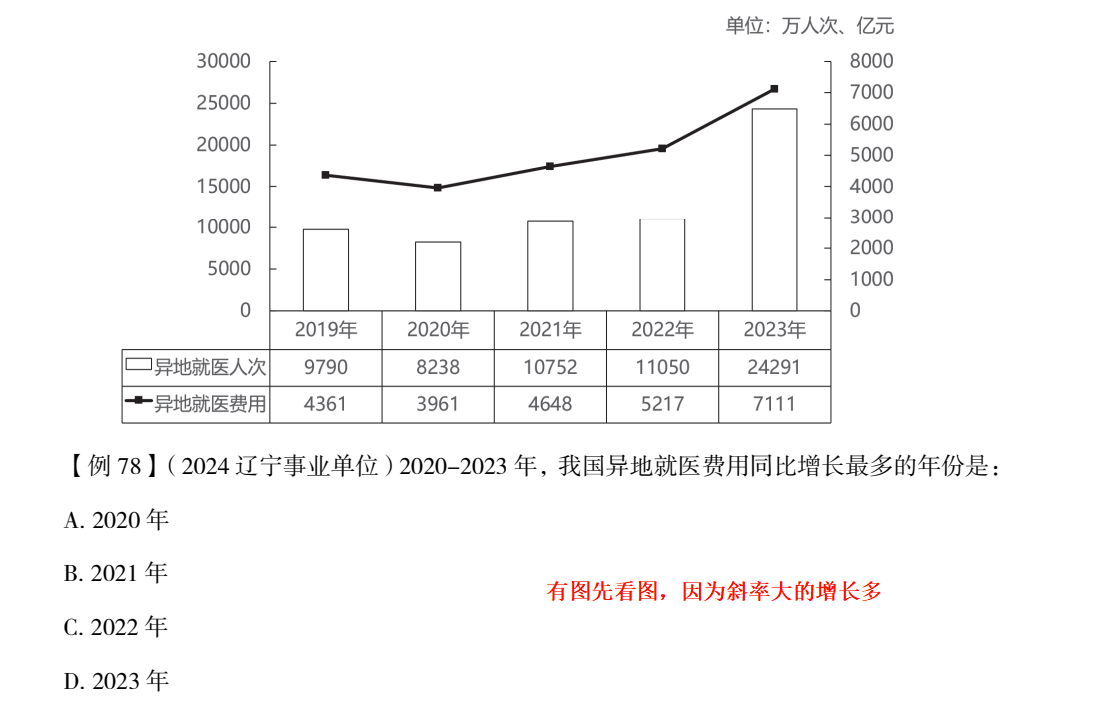 单位：万人次、亿元
30000
25000
20000
15000
10000
5000
0
8000
7000
6000
5000
4000
3000
2000
1000
0
2019年 2020年 2021年 2022年 2023年
异地就医人次 9790 8238 10752 11050 24291
异地就医费用 4361 3961 4648 5217 7111
【例 78】（2024 辽宁事业单位）2020–2023 年，我国异地就医费用同比增长最多的年份是：
A. 2020 年
B. 2021 年
有图先看图，因为斜率大的增长多
C. 2022 年
D. 2023 年